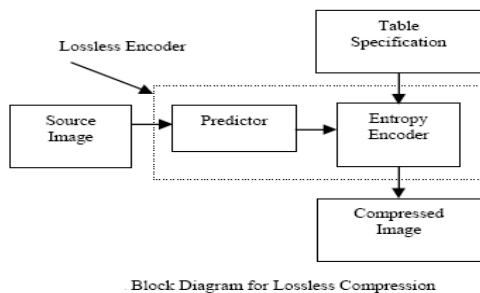 Table
Specification
Lossless Encoder
Source
Image
Predictor
Entropy
Encoder
Compressed
Image
.Block Diagram for Lossless Compression